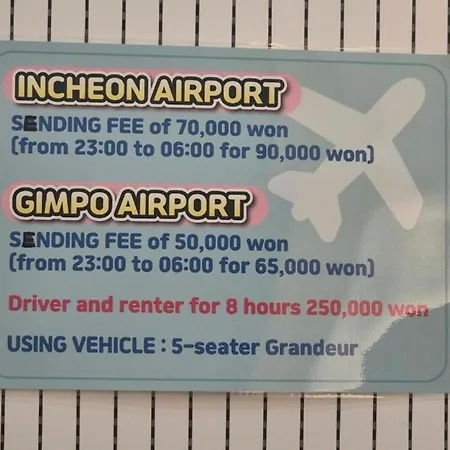 INCHEON AIRPORT
SENDING FEE of 70,000 won
(from 23:00 to 06:00 for 90,000 won)
GIMPO AIRPORT
SENDING FEE of 50,000 won
(from 23:00 to 06:00 for 65,000 won)
Driver and renter for 8 hours 250,000 won
USING VEHICLE : 5-seater Grandeur